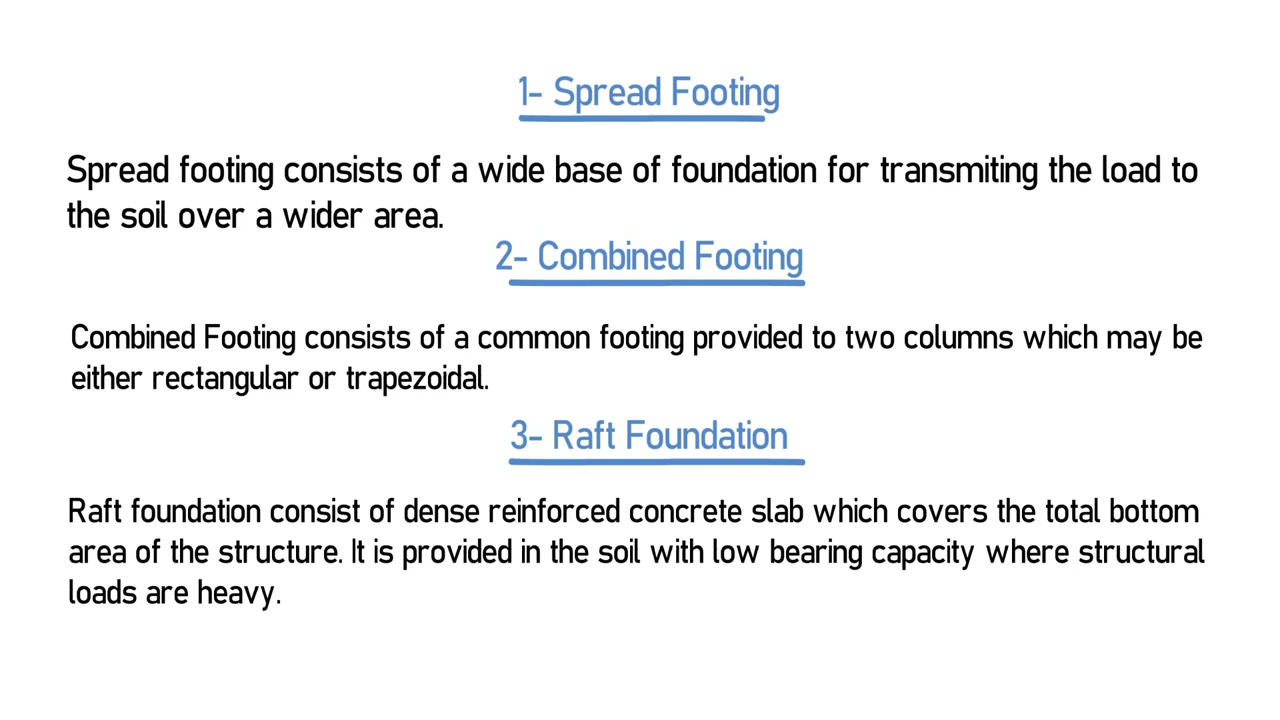 1- Spread Footing
Spread footing consists of a wide base of foundation for transmiting the load to
the soil over a wider area.
2- Combined Footing
Combined Footing consists of a common footing provided to two columns which may be
either rectangular or trapezoidal.
3- Raft Foundation
Raft foundation consist of dense reinforced concrete slab which covers the total bottom
area of the structure. It is provided in the soil with low bearing capacity where structural
loads are heavy.